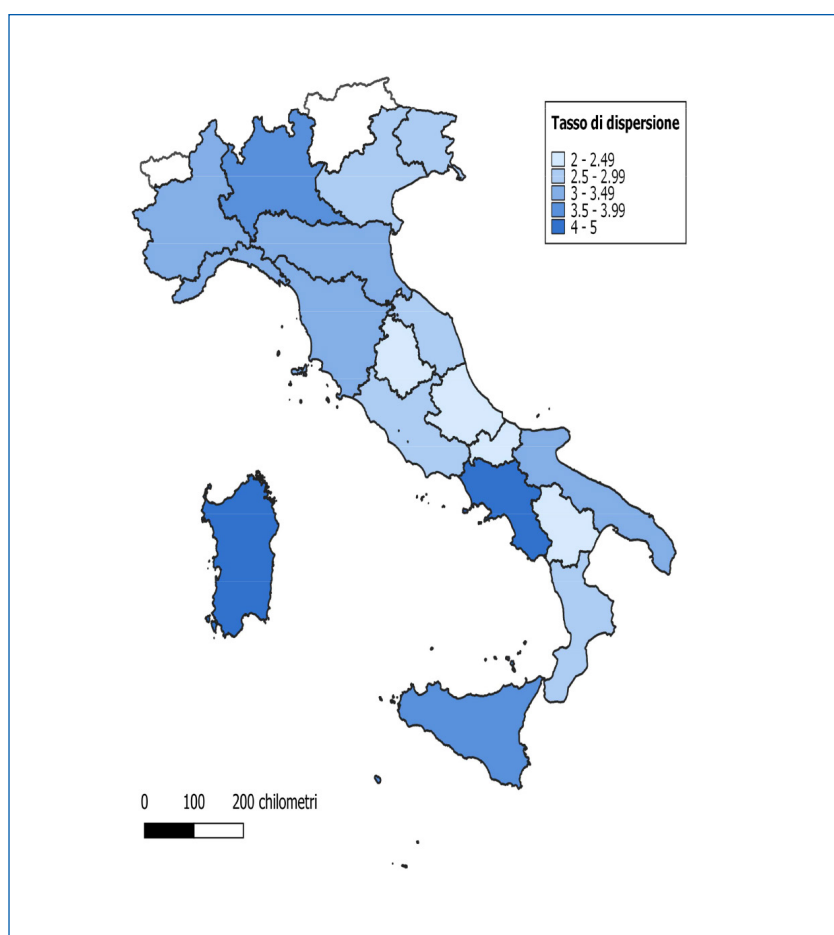 Tasso di dispersione
2 - 2.49
2.5 - 2.99
3 - 3.49
3.5 - 3.99
4 - 5
0 100 200 chilometri